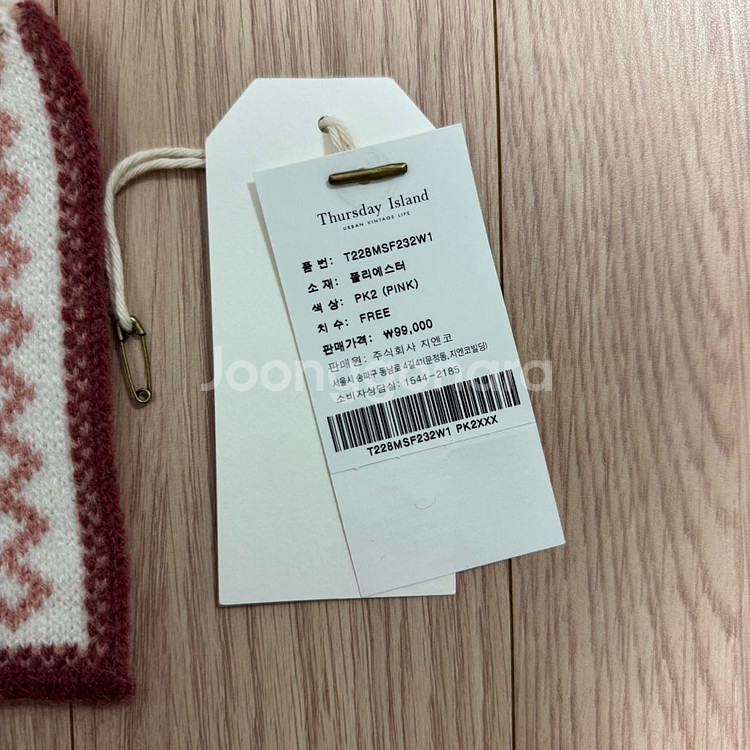 Thursday Island
URBAN VINTAGE LIFE
품 번: T228MSF232W1
소 재: 폴리에스터
색 상: PK2 (PINK)
치 수: FREE
판매가격: ₩99,000
판매원: 주식회사 지엔코
서울시 송파구 동남로 4길41(문정동,지엔코빌딩)
소비자상담실: 1544-2185
T228MSF232W1 PK2XXX
Joongonara